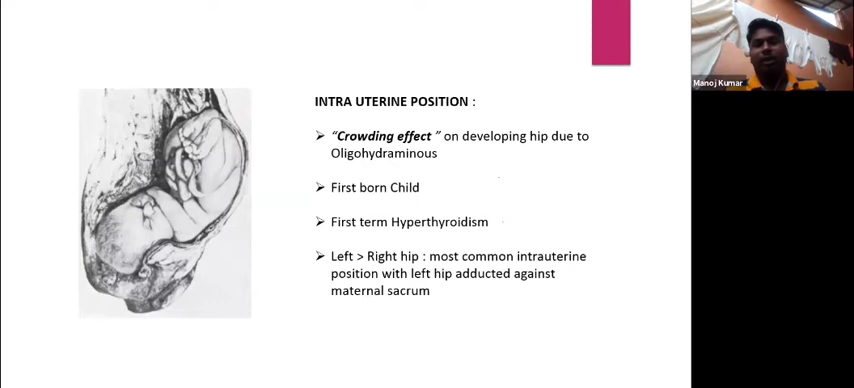 INTRA UTERINE POSITION :
➢ “Crowding effect ” on developing hip due to
Oligohydraminous
➢ First born Child
➢ First term Hyperthyroidism
➢ Left > Right hip : most common intrauterine
position with left hip adducted against
maternal sacrum
Manoj Kumar